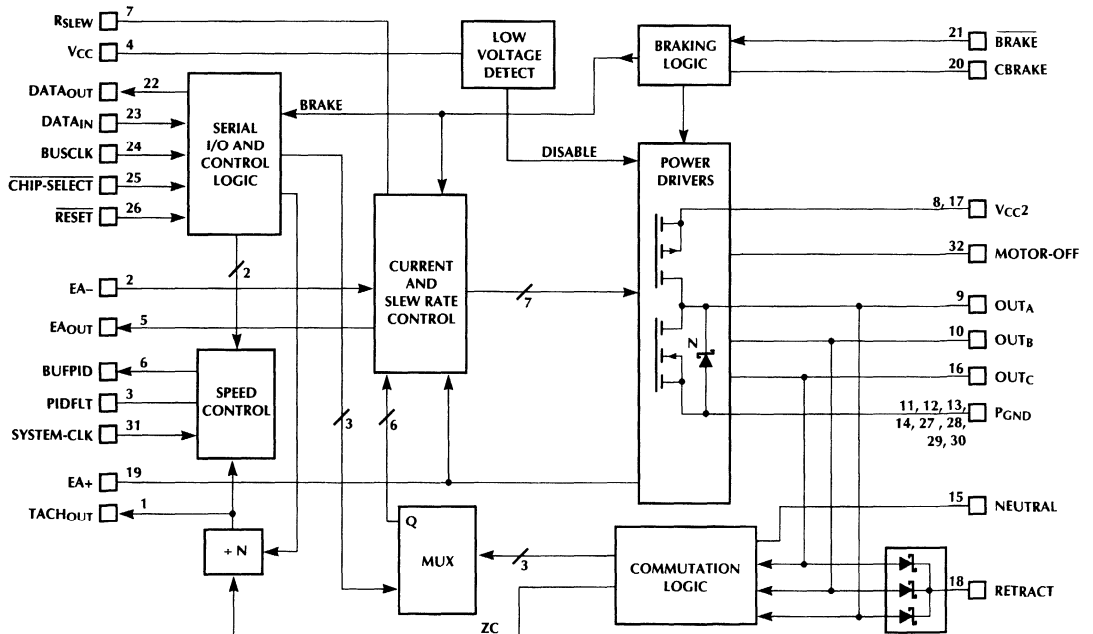 RSLEW 7
VCC 4
DATAOUT 22
DATAIN 23
BUSCLK 24
CHIP-SELECT 25
RESET 26
EA– 2
EAOUT 5
BUFPID 6
PIDFLT 3
SYSTEM-CLK 31
EA+ 19
TACHOUT 1
SERIAL
I/O AND
CONTROL
LOGIC
BRAKE
2
SPEED
CONTROL
+ N
LOW
VOLTAGE
DETECT
DISABLE
CURRENT
AND
SLEW RATE
CONTROL
7
3
6
Q
MUX
3
ZC
BRAKING
LOGIC
POWER
DRIVERS
N
COMMUTATION
LOGIC
21 BRAKE
20 CBRAKE
8, 17 VCC2
32 MOTOR-OFF
9 OUTA
10 OUTB
16 OUTC
11, 12, 13, PGND
14, 27 , 28,
29, 30
15 NEUTRAL
18 RETRACT